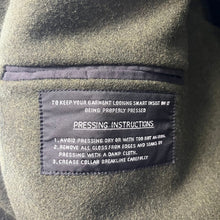 TO KEEP YOUR GARMENT LOOKING SMART INSIST ON IT
BEING PROPERLY PRESSED
PRESSING INSTRUCTIONS
1. AVOID PRESSING DRY OR WITH TOO HOT AN IRON.
2. REMOVE ALL GLOSS FROM EDGES AND SEAMS BY
PRESSING WITH A DAMP CLOTH.
3. CREASE COLLAR BREAKLINE CAREFULLY.